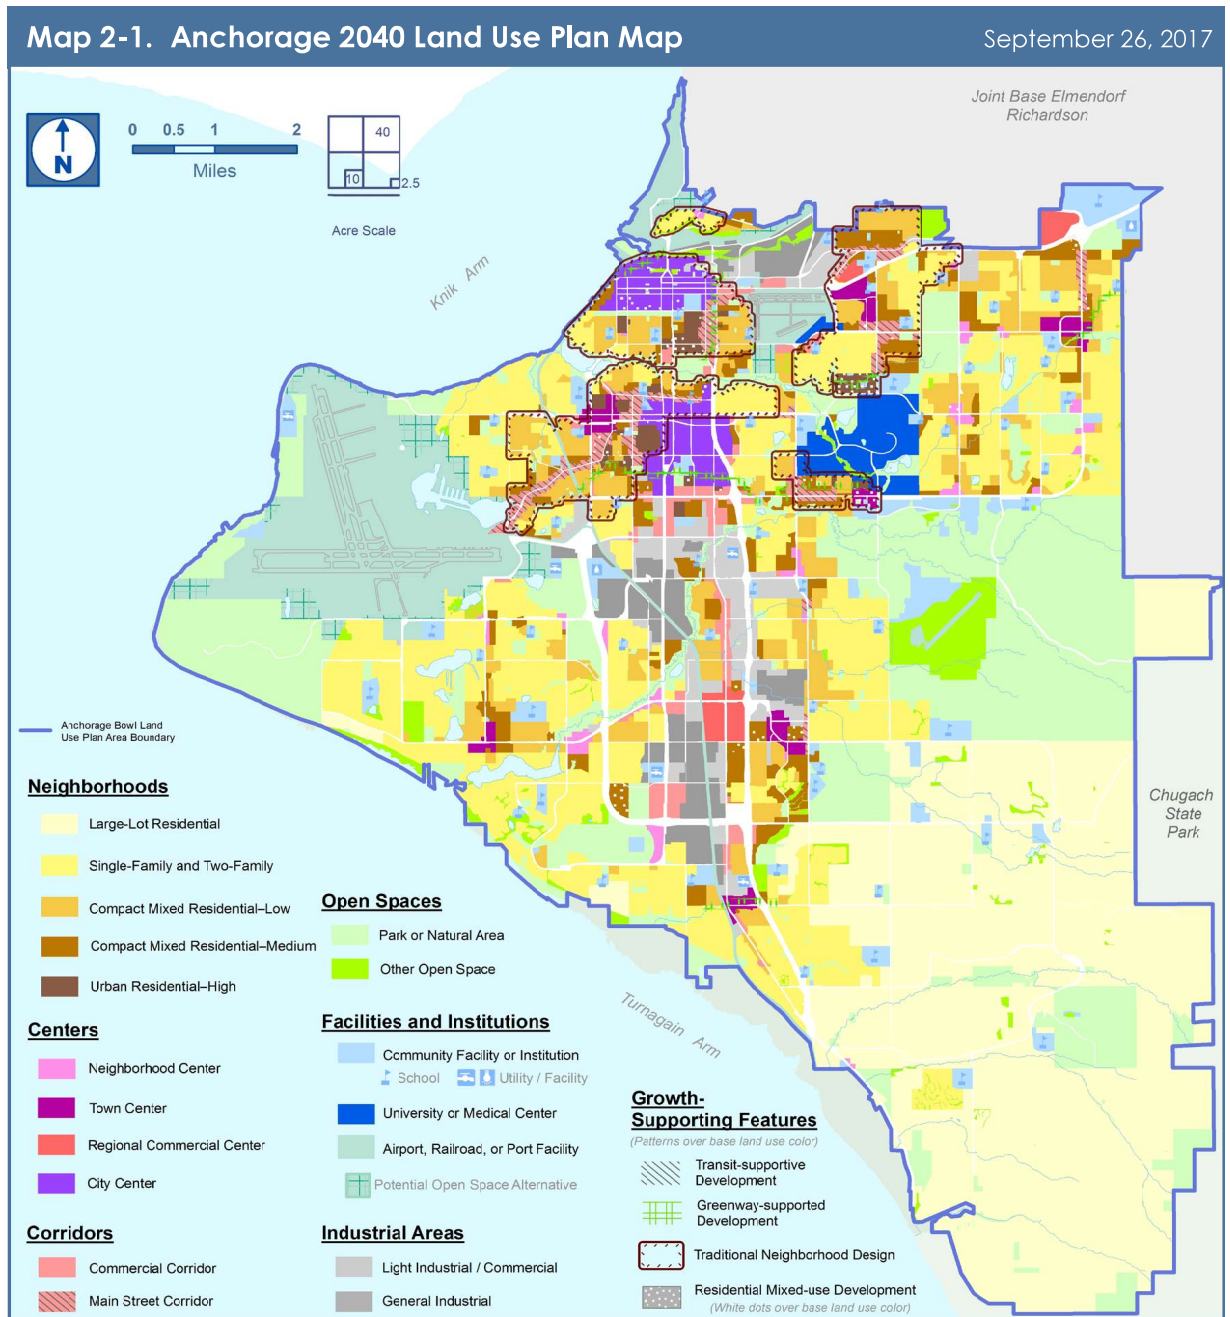 Map 2-1. Anchorage 2040 Land Use Plan Map
September 26, 2017
Joint Base Elmendorf
Richardson
N
0 0.5 1 2
Miles
40
10
2.5
Acre Scale
Knik Arm
Anchorage Bowl Land
Use Plan Area Boundary
Chugach
State
Park
Turnagain Arm
Neighborhoods
Large-Lot Residential
Single-Family and Two-Family
Compact Mixed Residential–Low
Compact Mixed Residential–Medium
Urban Residential–High
Centers
Neighborhood Center
Town Center
Regional Commercial Center
City Center
Corridors
Commercial Corridor
Main Street Corridor
Open Spaces
Park or Natural Area
Other Open Space
Facilities and Institutions
Community Facility or Institution
School Utility / Facility
University or Medical Center
Airport, Railroad, or Port Facility
Potential Open Space Alternative
Industrial Areas
Light Industrial / Commercial
General Industrial
Growth-
Supporting Features
(Patterns over base land use color)
Transit-supportive
Development
Greenway-supported
Development
Traditional Neighborhood Design
Residential Mixed-use Development
(White dots over base land use color)